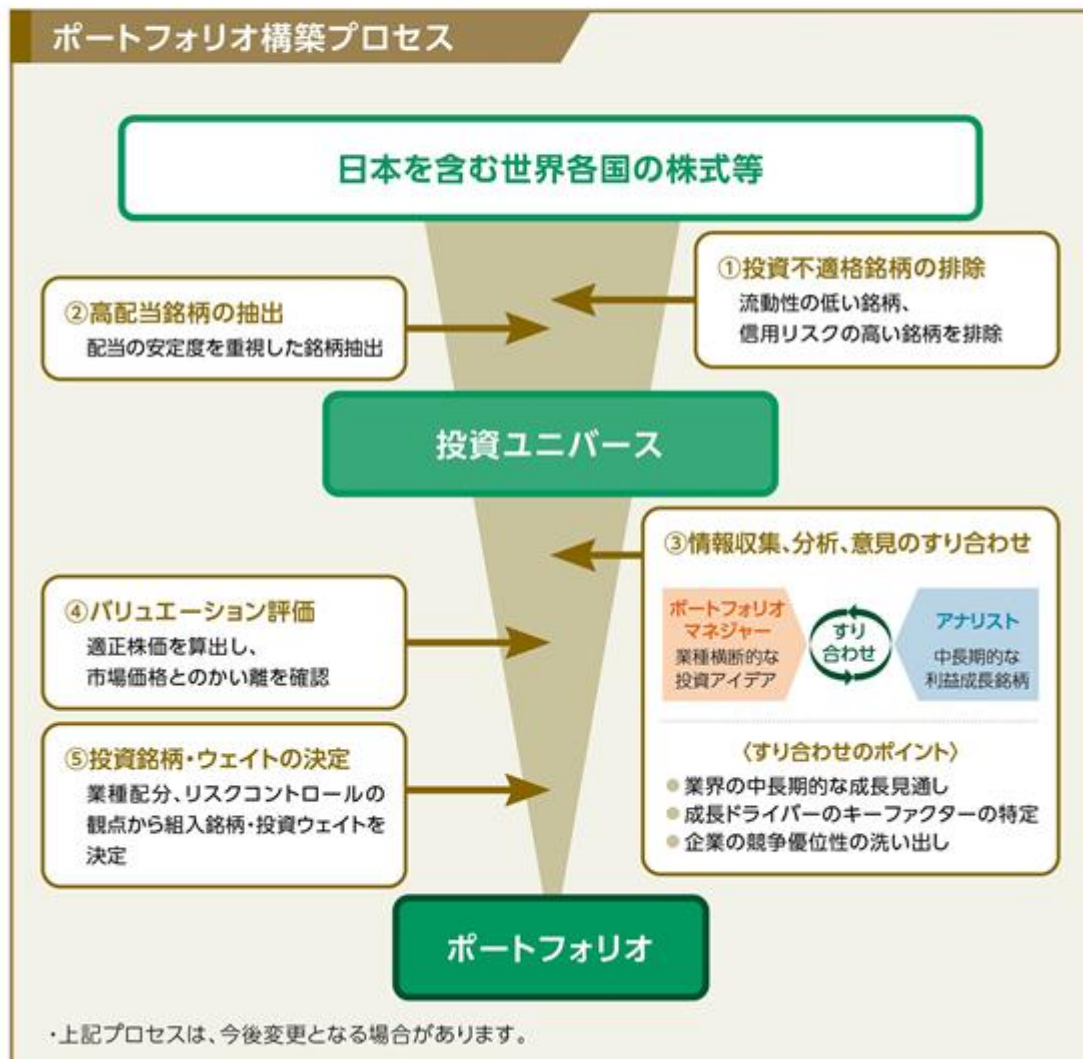 ポートフォリオ構築プロセス
日本を含む世界各国の株式等
①投資不適格銘柄の排除
流動性の低い銘柄、
信用リスクの高い銘柄を排除
②高配当銘柄の抽出
配当の安定度を重視した銘柄抽出
投資ユニバース
③情報収集、分析、意見のすり合わせ
ポートフォリオ
マネジャー
業種横断的な
投資アイデア
すり
合わせ
アナリスト
中長期的な
利益成長銘柄
〈すり合わせのポイント〉
●業界の中長期的な成長見通し
●成長ドライバーのキーファクターの特定
●企業の競争優位性の洗い出し
④バリュエーション評価
適正株価を算出し、
市場価格とのかい離を確認
⑤投資銘柄・ウェイトの決定
業種配分、リスクコントロールの
観点から組入銘柄・投資ウェイトを
決定
ポートフォリオ
・上記プロセスは、今後変更となる場合があります。